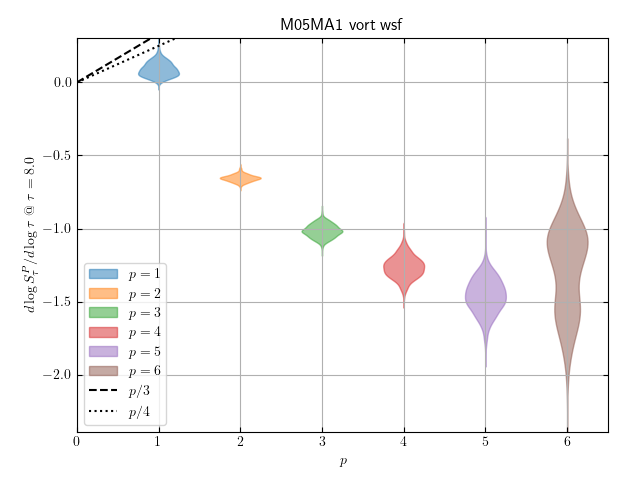 M05MA1 vort wsf
d log S_τ^p / d log τ @ τ = 8.0
0.0
−0.5
−1.0
−1.5
−2.0
p = 1
p = 2
p = 3
p = 4
p = 5
p = 6
p/3
p/4
0 1 2 3 4 5 6
p